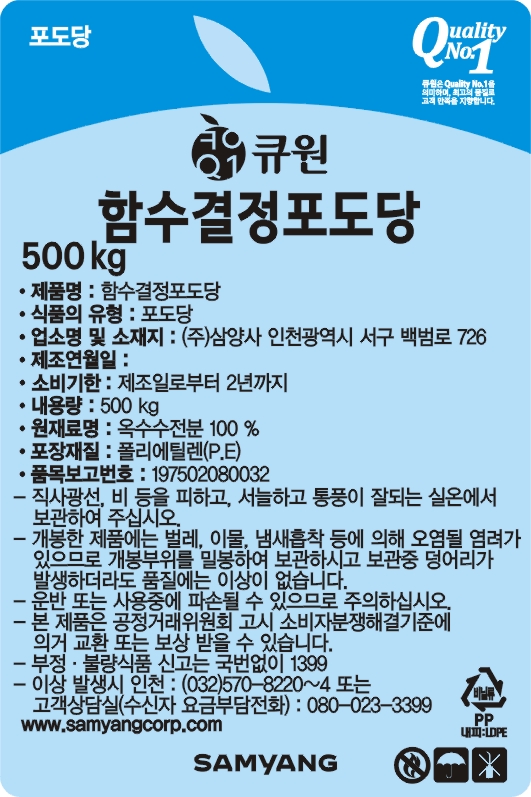 포도당
Quality No.1
큐원은 Quality No.1을
의미하며, 최고의 품질로
고객 만족을 지향합니다.
큐원
함수결정포도당
500 kg
• 제품명 : 함수결정포도당
• 식품의 유형 : 포도당
• 업소명 및 소재지 : (주)삼양사 인천광역시 서구 백범로 726
• 제조연월일 :
• 소비기한 : 제조일로부터 2년까지
• 내용량 : 500 kg
• 원재료명 : 옥수수전분 100 %
• 포장재질 : 폴리에틸렌(P.E)
• 품목보고번호 : 197502080032
– 직사광선, 비 등을 피하고, 서늘하고 통풍이 잘되는 실온에서
보관하여 주십시오.
– 개봉한 제품에는 벌레, 이물, 냄새흡착 등에 의해 오염될 염려가
있으므로 개봉부위를 밀봉하여 보관하시고 보관중 덩어리가
발생하더라도 품질에는 이상이 없습니다.
– 운반 또는 사용중에 파손될 수 있으므로 주의하십시오.
– 본 제품은 공정거래위원회 고시 소비자분쟁해결기준에
의거 교환 또는 보상 받을 수 있습니다.
– 부정 · 불량식품 신고는 국번없이 1399
– 이상 발생시 인천 : (032)570-8220~4 또는
고객상담실(수신자 요금부담전화) : 080-023-3399
www.samyangcorp.com
비닐류
PP
내피:LDPE
SAMYANG